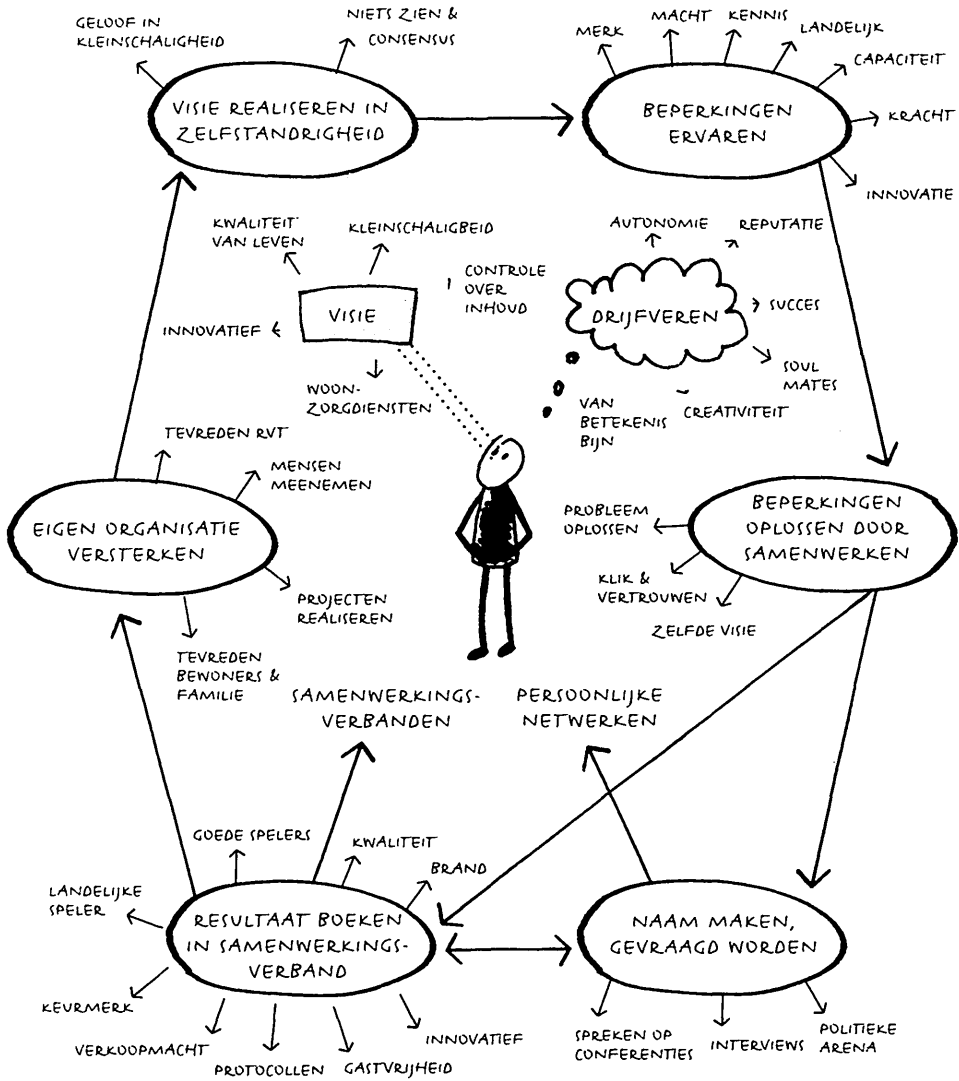 GELOOF IN
KLEINSCHALIGHEID
NIETS ZIEN &
CONSENSUS
VISIE REALISEREN IN
ZELFSTANDRIGHEID
MERK
MACHT
KENNIS
LANDELIJK
CAPACITEIT
KRACHT
INNOVATIE
BEPERKINGEN
ERVAREN
KWALITEIT
VAN LEVEN
KLEINSCHALIGBEID
CONTROLE
OVER
INHOUD
INNOVATIEF
VISIE
WOON-
ZORGDIENSTEN
AUTONOMIE
REPUTATIE
DRIJFVEREN
SUCCES
SOUL
MATES
CREATIVITEIT
VAN
BETEKENIS
BIJN
TEVREDEN RVT
MENSEN
MEENEMEN
EIGEN ORGANISATIE
VERSTERKEN
PROJECTEN
REALISEREN
TEVREDEN
BEWONERS &
FAMILIE
BEPERKINGEN
OPLOSSEN DOOR
SAMENWERKEN
PROBLEEM
OPLOSSEN
KLIK &
VERTROUWEN
ZELFDE VISIE
SAMENWERKINGS-
VERBANDEN
PERSOONLIJKE
NETWERKEN
GOEDE SPELERS
KWALITEIT
BRAND
LANDELIJKE
SPELER
RESULTAAT BOEKEN
IN SAMENWERKINGS-
VERBAND
KEURMERK
VERKOOPMACHT
PROTOCOLLEN
GASTVRIJHEID
INNOVATIEF
NAAM MAKEN,
GEVRAAGD WORDEN
SPREKEN OP
CONFERENTIES
INTERVIEWS
POLITIEKE
ARENA